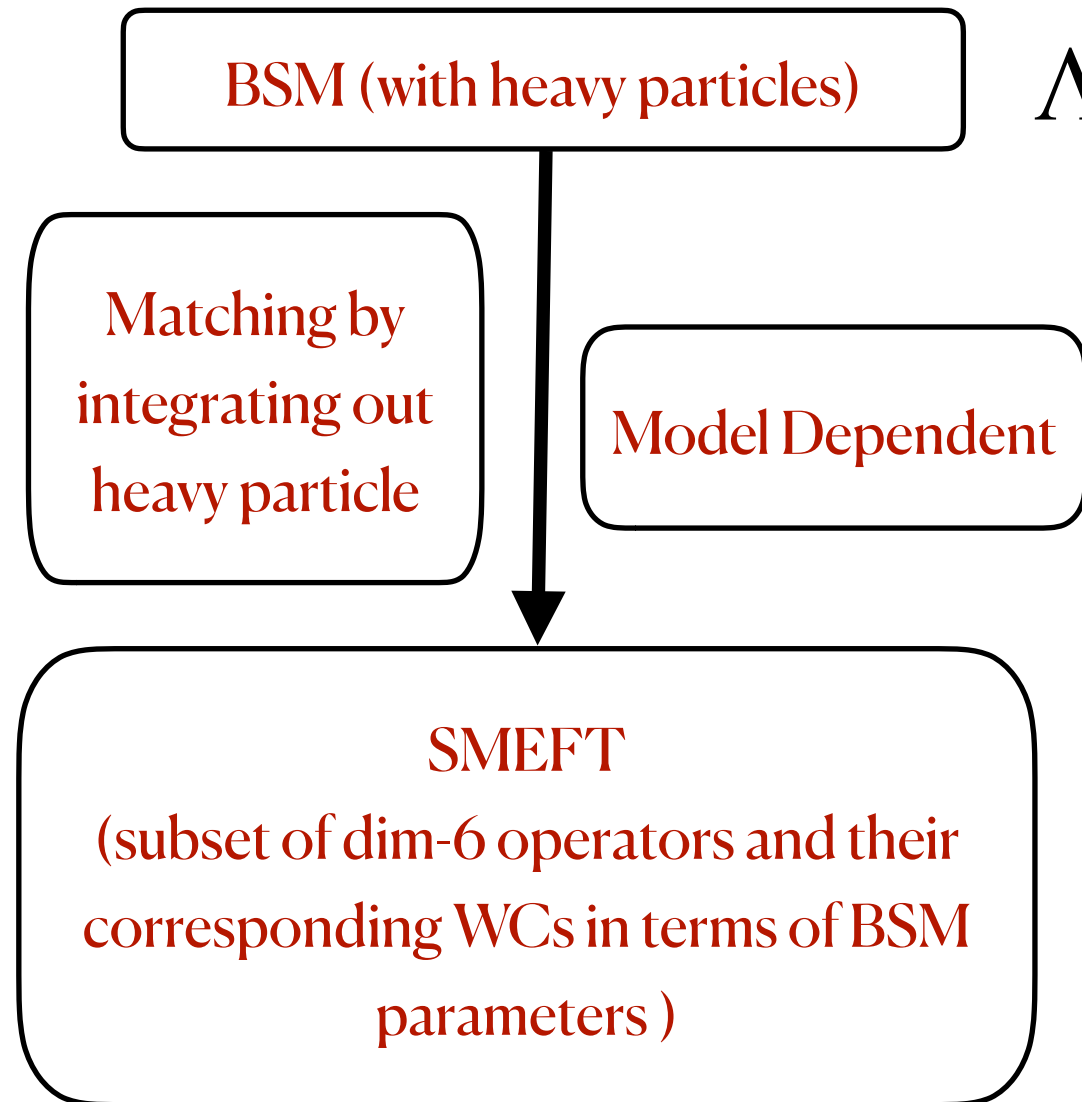 BSM (with heavy particles)
Λ
Matching by
integrating out
heavy particle
Model Dependent
SMEFT
(subset of dim-6 operators and their
corresponding WCs in terms of BSM
parameters )